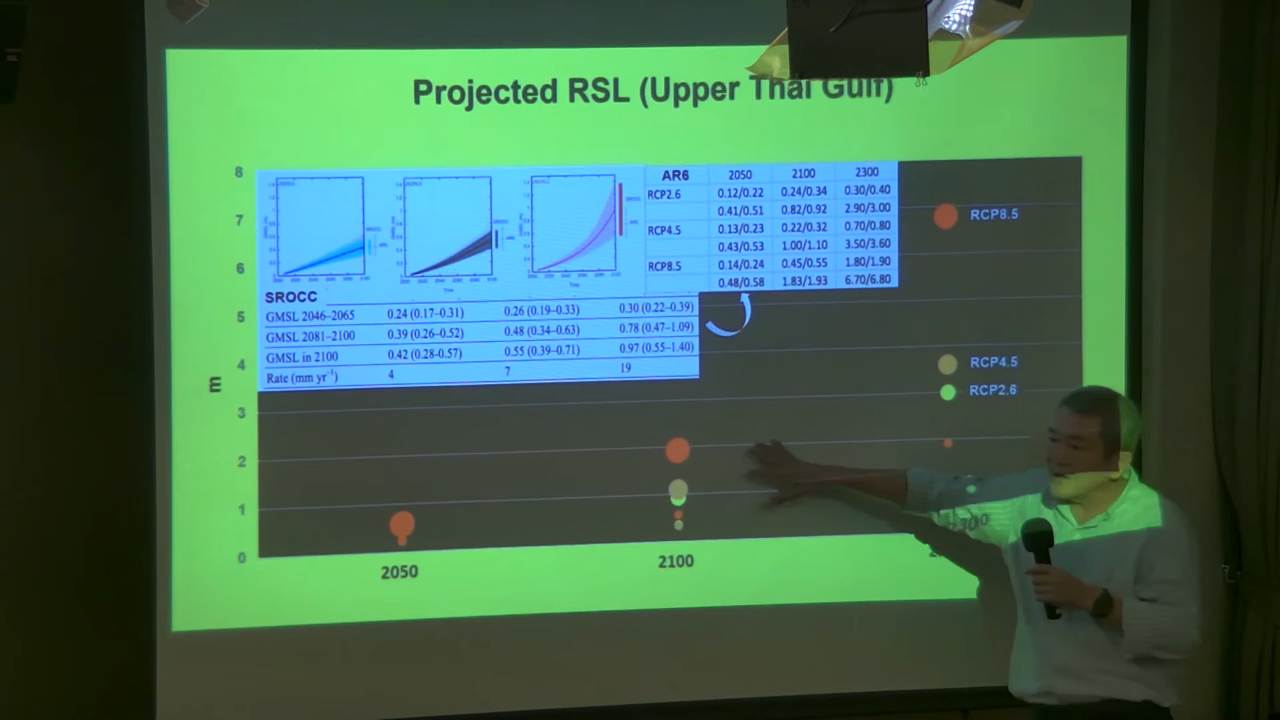 Projected RSL (Upper Thai Gulf)
8
7
6
5
4
3
2
1
0
m
2050
2100
SROCC
AR6
SROCC
AR6
SROCC
AR6
Time
Time
AR6 2050 2100 2300
RCP2.6 0.12/0.22 0.24/0.34 0.30/0.40
0.41/0.51 0.82/0.92 2.90/3.00
RCP4.5 0.13/0.23 0.22/0.32 0.70/0.80
0.43/0.53 1.00/1.10 3.50/3.60
RCP8.5 0.14/0.24 0.45/0.55 1.80/1.90
0.48/0.58 1.83/1.93 6.70/6.80
SROCC
GMSL 2046–2065 0.24 (0.17-0.31) 0.26 (0.19–0.33) 0.30 (0.22–0.39)
GMSL 2081–2100 0.39 (0.26–0.52) 0.48 (0.34–0.63) 0.78 (0.47–1.09)
GMSL in 2100 0.42 (0.28-0.57) 0.55 (0.39–0.71) 0.97 (0.55–1.40)
Rate (mm yr⁻¹) 4 7 19
RCP8.5
RCP4.5
RCP2.6